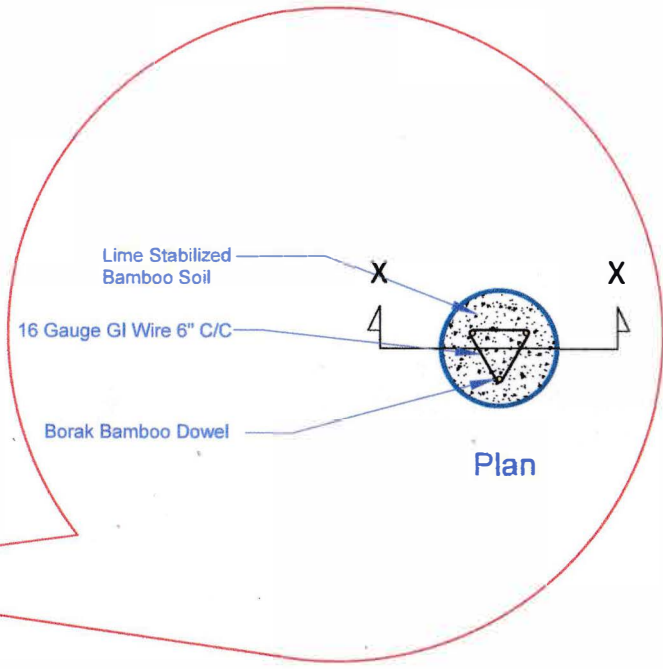 Lime Stabilized
Bamboo Soil
X
X
16 Gauge GI Wire 6" C/C
Borak Bamboo Dowel
Plan